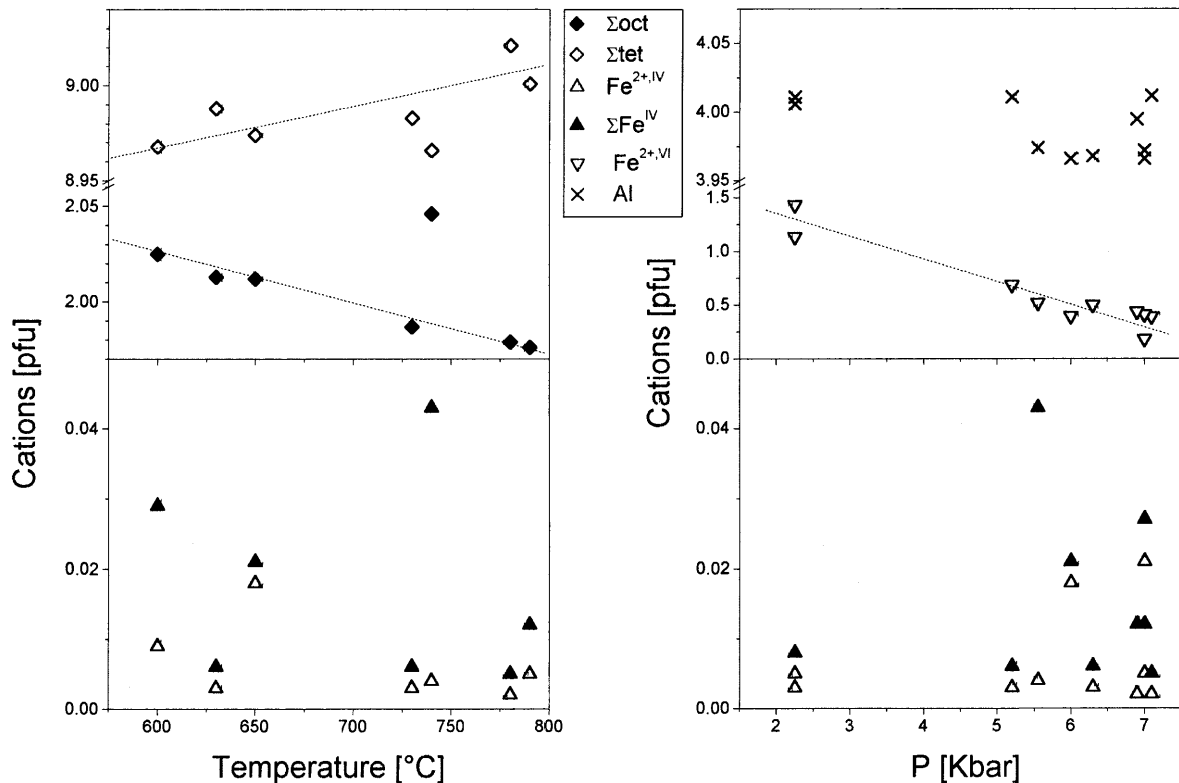 Cations [pfu]
9.00
8.95
2.05
2.00
0.04
0.02
0.00
600
650
700
750
800
Temperature [°C]
Σoct
Σtet
Fe2+,IV
ΣFeIV
Fe2+,VI
Al
Cations [pfu]
4.05
4.00
3.95
1.5
1.0
0.5
0.0
0.04
0.02
0.00
2
3
4
5
6
7
P [Kbar]